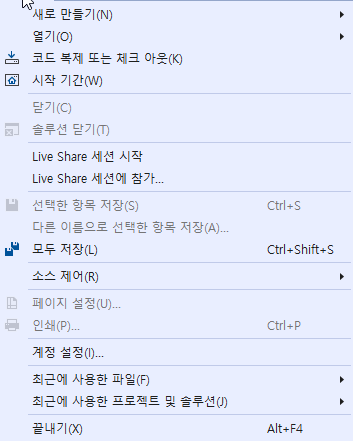 새로 만들기(N)
열기(O)
코드 복제 또는 체크 아웃(K)
시작 기간(W)
닫기(C)
솔루션 닫기(T)
Live Share 세션 시작
Live Share 세션에 참가...
선택한 항목 저장(S) Ctrl+S
다른 이름으로 선택한 항목 저장(A)...
모두 저장(L) Ctrl+Shift+S
소스 제어(R)
페이지 설정(U)...
인쇄(P)... Ctrl+P
계정 설정(I)...
최근에 사용한 파일(F)
최근에 사용한 프로젝트 및 솔루션(J)
끝내기(X) Alt+F4